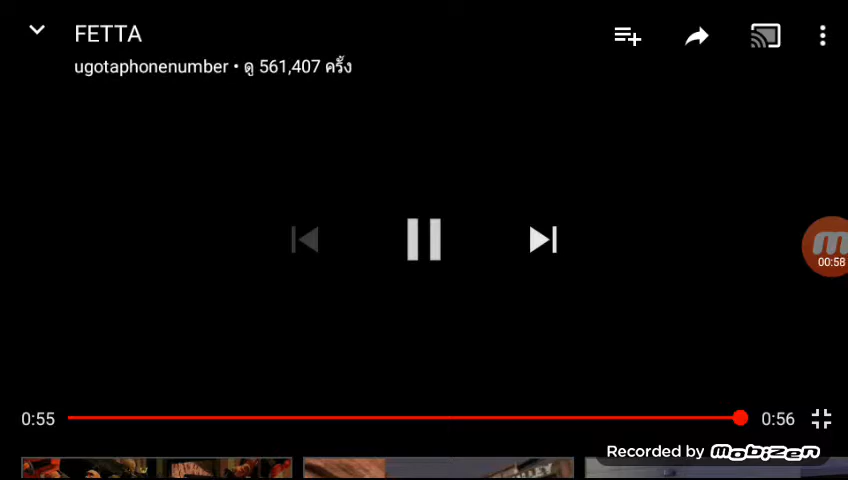 FETTA
ugotaphonenumber • ดู 561,407 ครั้ง
00:58
0:55
0:56
Recorded by mobizen